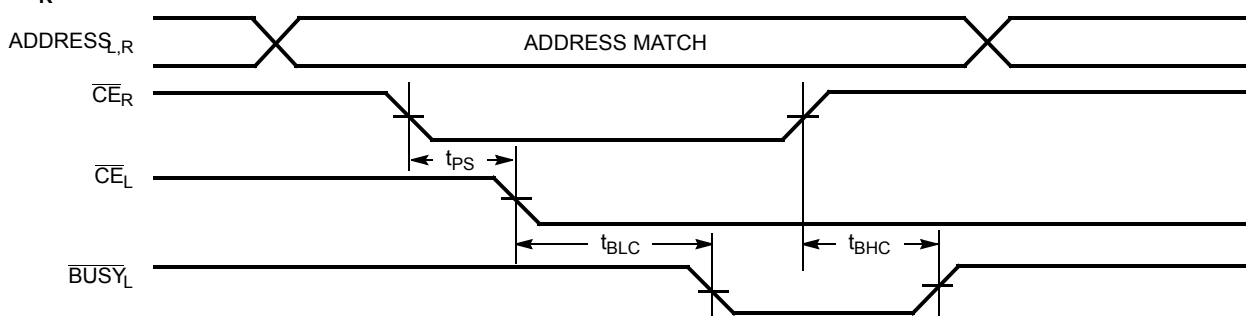 R
ADDRESSL,R ADDRESS MATCH
CER
tPS
CEL
tBLC tBHC
BUSYL